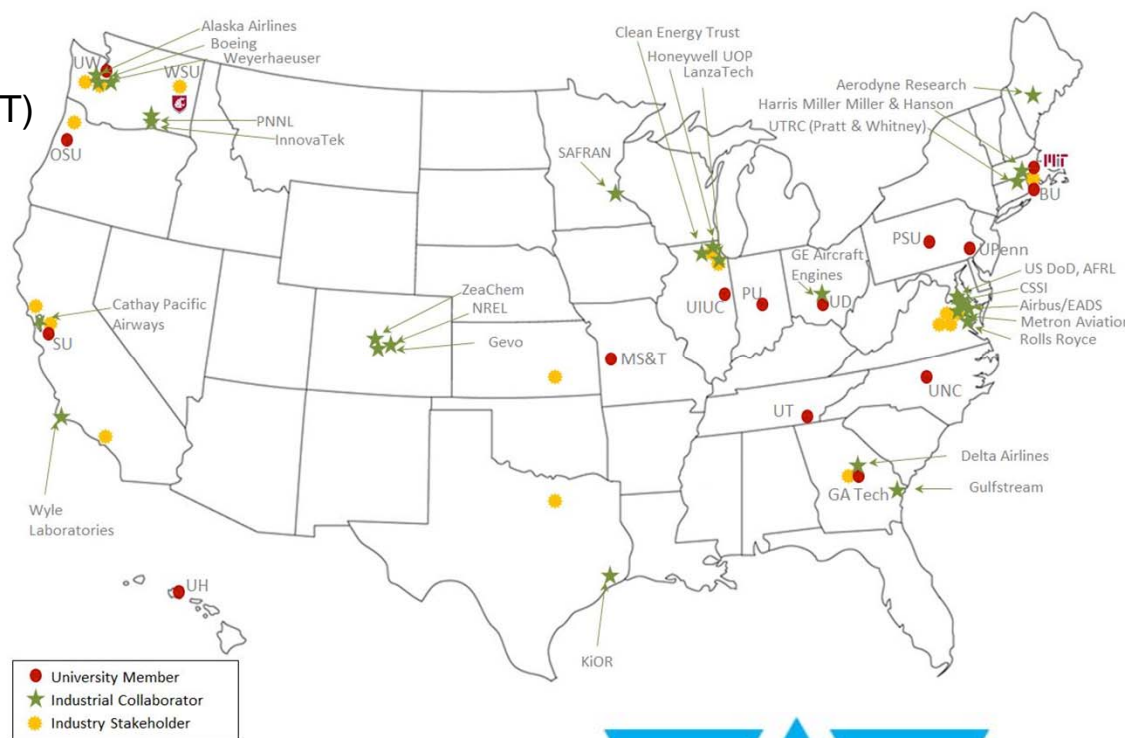 T)
Alaska Airlines
Boeing
Weyerhaeuser
UW
WSU
PNNL
InnovaTek
OSU
Clean Energy Trust
Honeywell UOP
LanzaTech
SAFRAN
Aerodyne Research
Harris Miller Miller & Hanson
UTRC (Pratt & Whitney)
MIT
BU
PSU
UPenn
GE Aircraft
Engines
UIUC
PU
UD
US DoD, AFRL
CSSI
Airbus/EADS
Metron Aviation
Rolls Royce
Cathay Pacific
Airways
SU
ZeaChem
NREL
Gevo
MS&T
UNC
UT
Delta Airlines
GA Tech
Gulfstream
Wyle
Laboratories
UH
KiOR
University Member
Industrial Collaborator
Industry Stakeholder